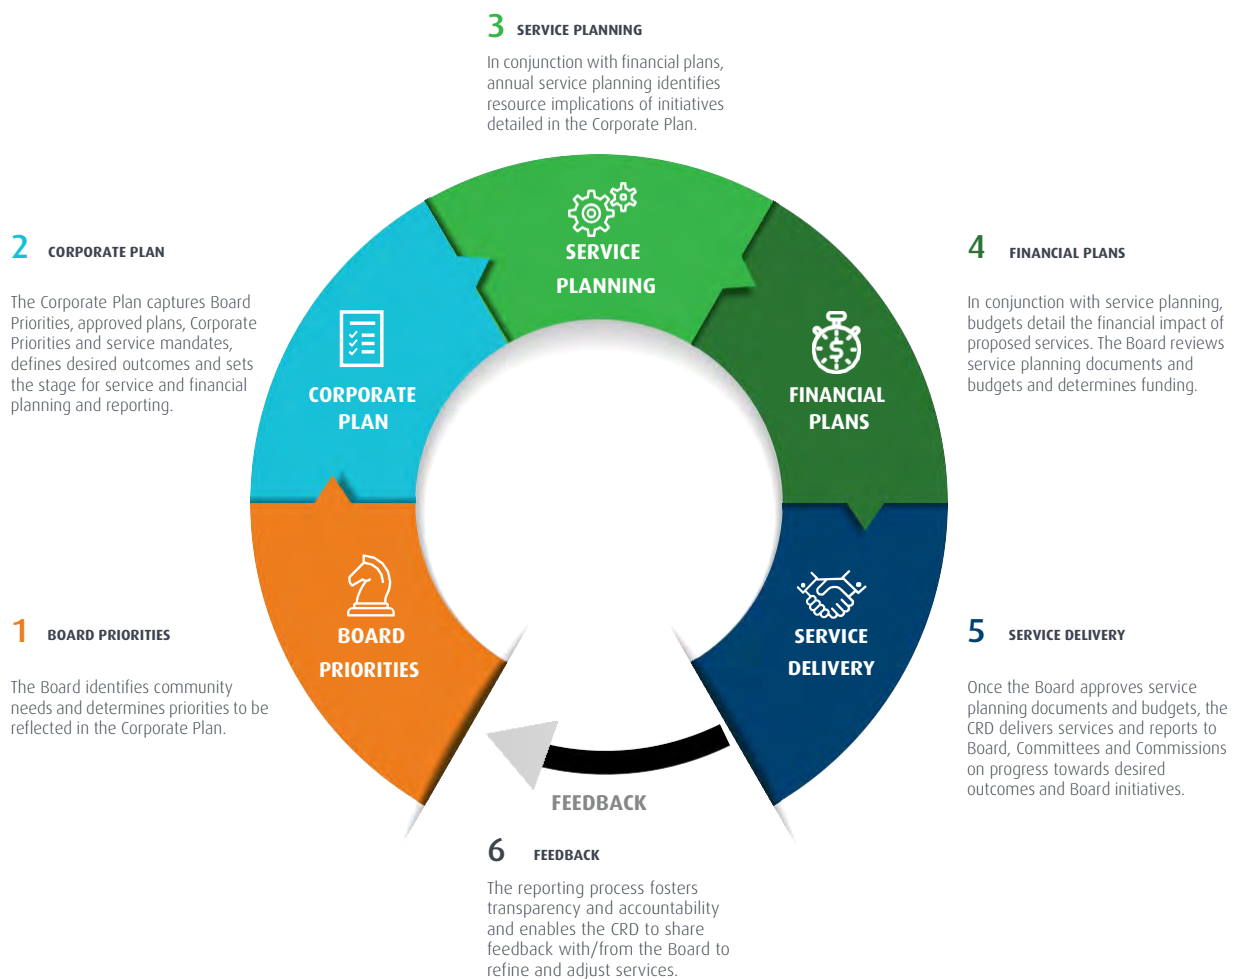 3 SERVICE PLANNING
In conjunction with financial plans,
annual service planning identifies
resource implications of initiatives
detailed in the Corporate Plan.
2 CORPORATE PLAN
The Corporate Plan captures Board
Priorities, approved plans, Corporate
Priorities and service mandates,
defines desired outcomes and sets
the stage for service and financial
planning and reporting.
SERVICE
PLANNING
4 FINANCIAL PLANS
In conjunction with service planning,
budgets detail the financial impact of
proposed services. The Board reviews
service planning documents and
budgets and determines funding.
CORPORATE
PLAN
$
FINANCIAL
PLANS
1 BOARD PRIORITIES
The Board identifies community
needs and determines priorities to be
reflected in the Corporate Plan.
BOARD
PRIORITIES
SERVICE
DELIVERY
5 SERVICE DELIVERY
Once the Board approves service
planning documents and budgets, the
CRD delivers services and reports to
Board, Committees and Commissions
on progress towards desired
outcomes and Board initiatives.
FEEDBACK
6 FEEDBACK
The reporting process fosters
transparency and accountability
and enables the CRD to share
feedback with/from the Board to
refine and adjust services.